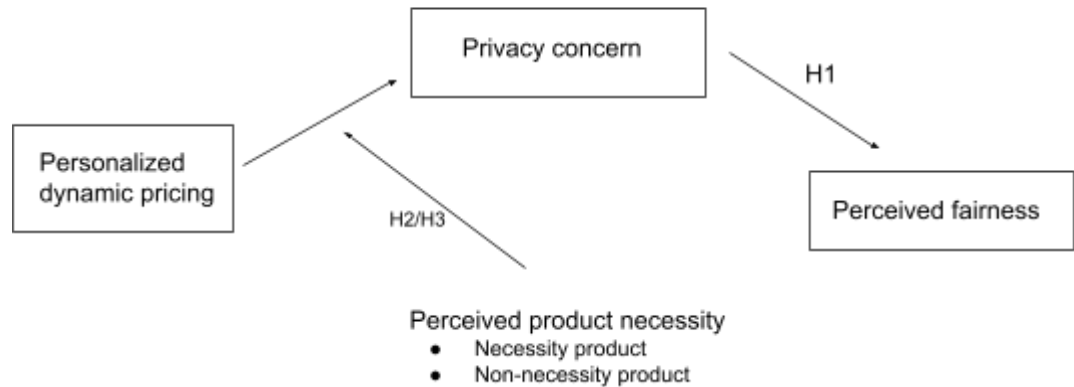 Privacy concern
H1
Personalized
dynamic pricing
Perceived fairness
H2/H3
Perceived product necessity
● Necessity product
● Non-necessity product